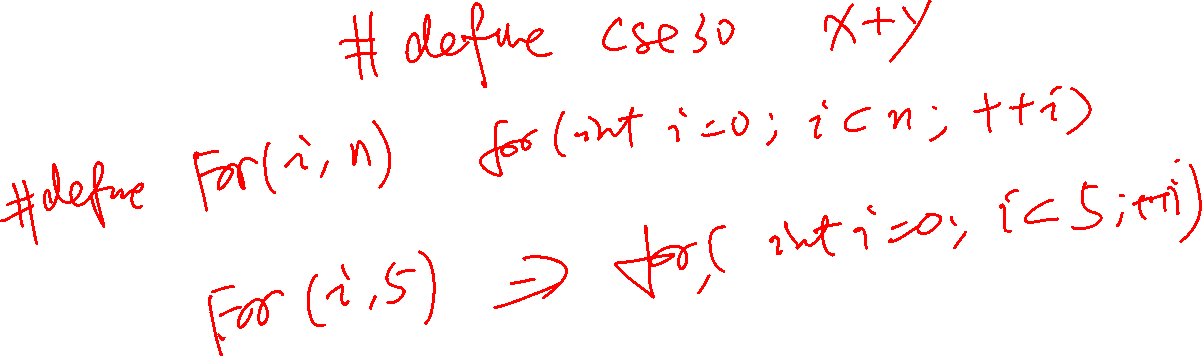 # define cse30 x+y
#define For(i, n) for(int i=0; i<n; ++i)
For (i,5) => for( int i=0; i<5; ++i)